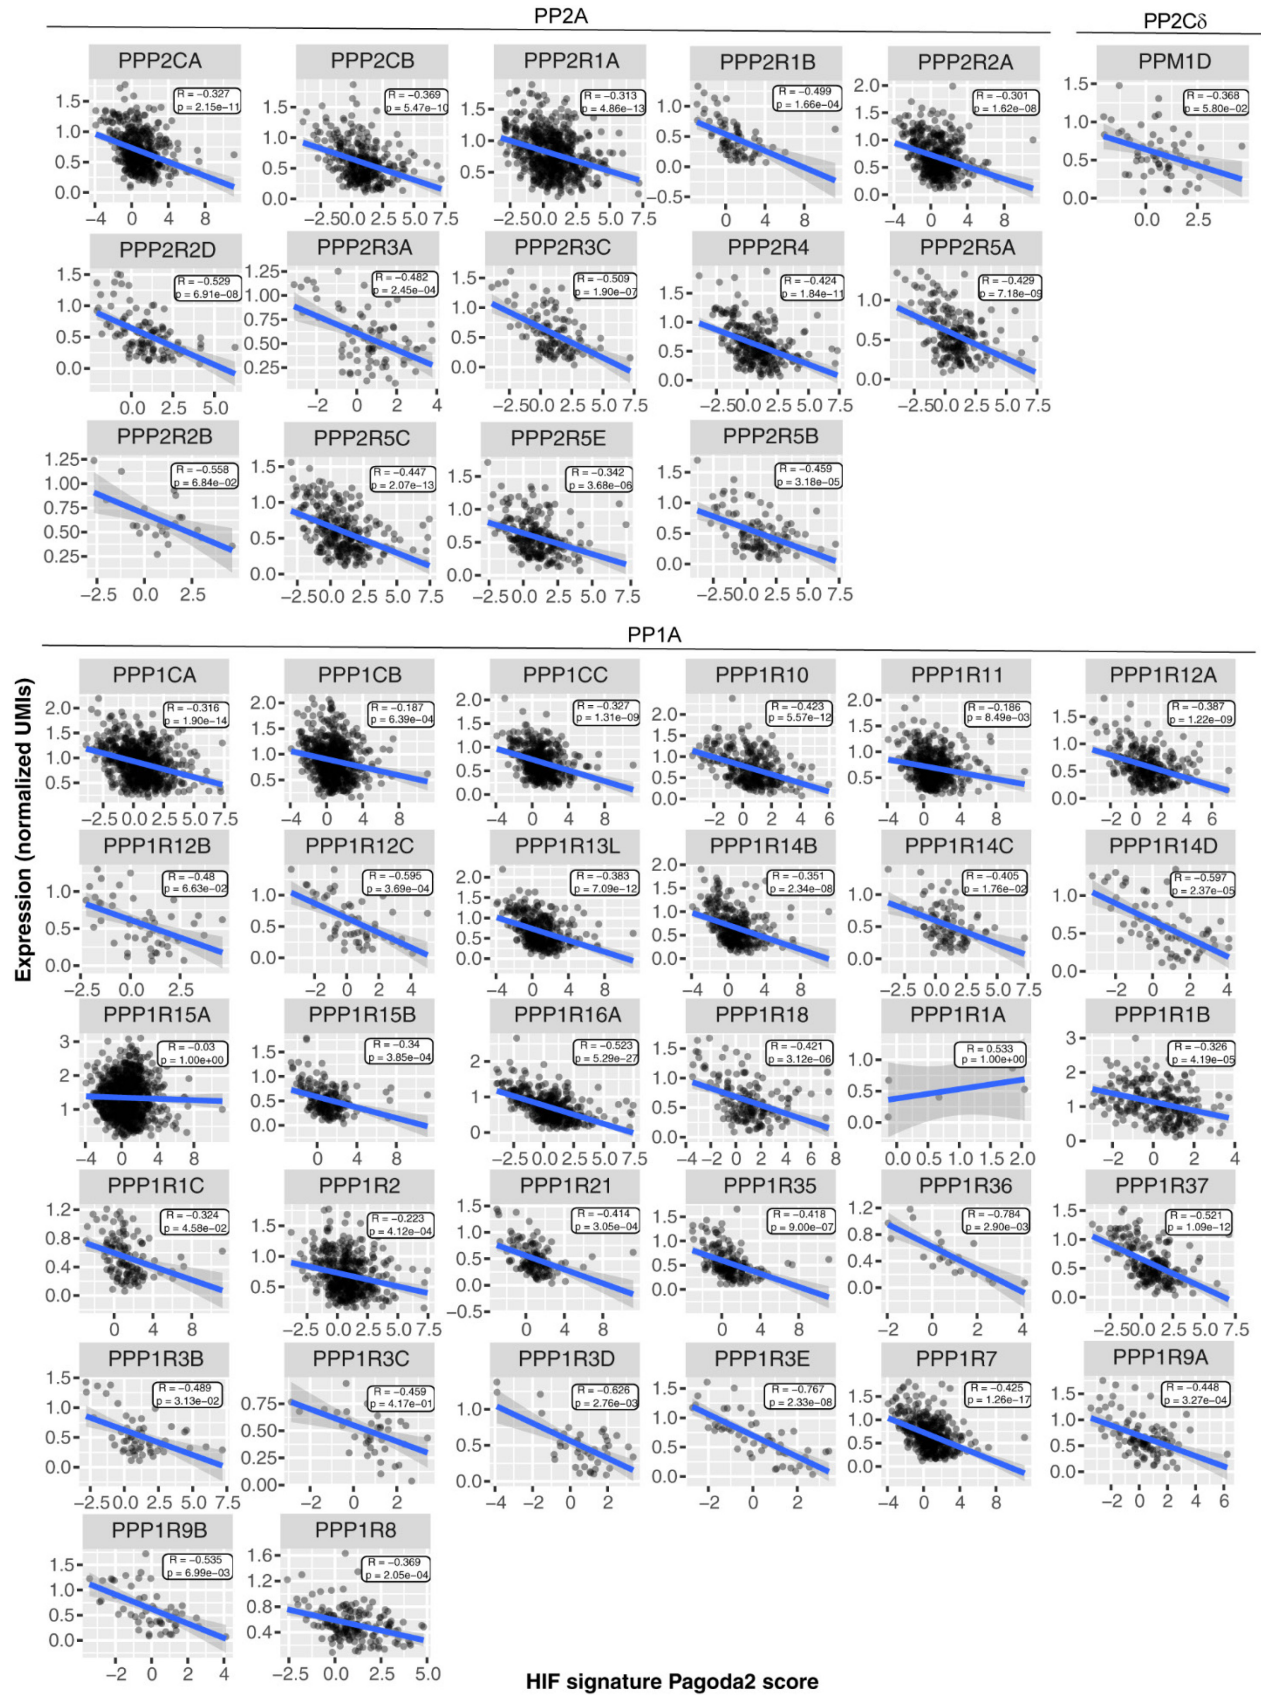 PP2A
PP2Cδ
PPP2CA
R = −0.327
p = 2.15e−11
PPP2CB
R = −0.369
p = 5.47e−10
PPP2R1A
R = −0.313
p = 4.86e−13
PPP2R1B
R = −0.499
p = 1.66e−04
PPP2R2A
R = −0.301
p = 1.62e−08
PPM1D
R = −0.368
p = 5.80e−02
PPP2R2D
R = −0.529
p = 6.91e−08
PPP2R3A
R = −0.482
p = 2.45e−04
PPP2R3C
R = −0.509
p = 1.90e−07
PPP2R4
R = −0.424
p = 1.84e−11
PPP2R5A
R = −0.429
p = 7.18e−09
PPP2R2B
R = −0.558
p = 6.84e−02
PPP2R5C
R = −0.447
p = 2.07e−13
PPP2R5E
R = −0.342
p = 3.68e−06
PPP2R5B
R = −0.459
p = 3.18e−05
PP1A
Expression (normalized UMIs)
PPP1CA
R = −0.316
p = 1.90e−14
PPP1CB
R = −0.187
p = 6.39e−04
PPP1CC
R = −0.327
p = 1.31e−09
PPP1R10
R = −0.423
p = 5.57e−12
PPP1R11
R = −0.186
p = 8.49e−03
PPP1R12A
R = −0.387
p = 1.22e−09
PPP1R12B
R = −0.48
p = 6.63e−02
PPP1R12C
R = −0.595
p = 3.69e−04
PPP1R13L
R = −0.383
p = 7.09e−12
PPP1R14B
R = −0.351
p = 2.34e−08
PPP1R14C
R = −0.405
p = 1.76e−02
PPP1R14D
R = −0.597
p = 2.37e−05
PPP1R15A
R = −0.03
p = 1.00e+00
PPP1R15B
R = −0.34
p = 3.85e−04
PPP1R16A
R = −0.523
p = 5.29e−27
PPP1R18
R = −0.421
p = 3.12e−06
PPP1R1A
R = 0.533
p = 1.00e+00
PPP1R1B
R = −0.326
p = 4.19e−05
PPP1R1C
R = −0.324
p = 4.58e−02
PPP1R2
R = −0.223
p = 4.12e−04
PPP1R21
R = −0.414
p = 3.05e−04
PPP1R35
R = −0.418
p = 9.00e−07
PPP1R36
R = −0.784
p = 2.90e−03
PPP1R37
R = −0.521
p = 1.09e−12
PPP1R3B
R = −0.489
p = 3.13e−02
PPP1R3C
R = −0.459
p = 4.17e−01
PPP1R3D
R = −0.626
p = 2.76e−03
PPP1R3E
R = −0.767
p = 2.33e−08
PPP1R7
R = −0.425
p = 1.26e−17
PPP1R9A
R = −0.448
p = 3.27e−04
PPP1R9B
R = −0.535
p = 6.99e−03
PPP1R8
R = −0.369
p = 2.05e−04
HIF signature Pagoda2 score